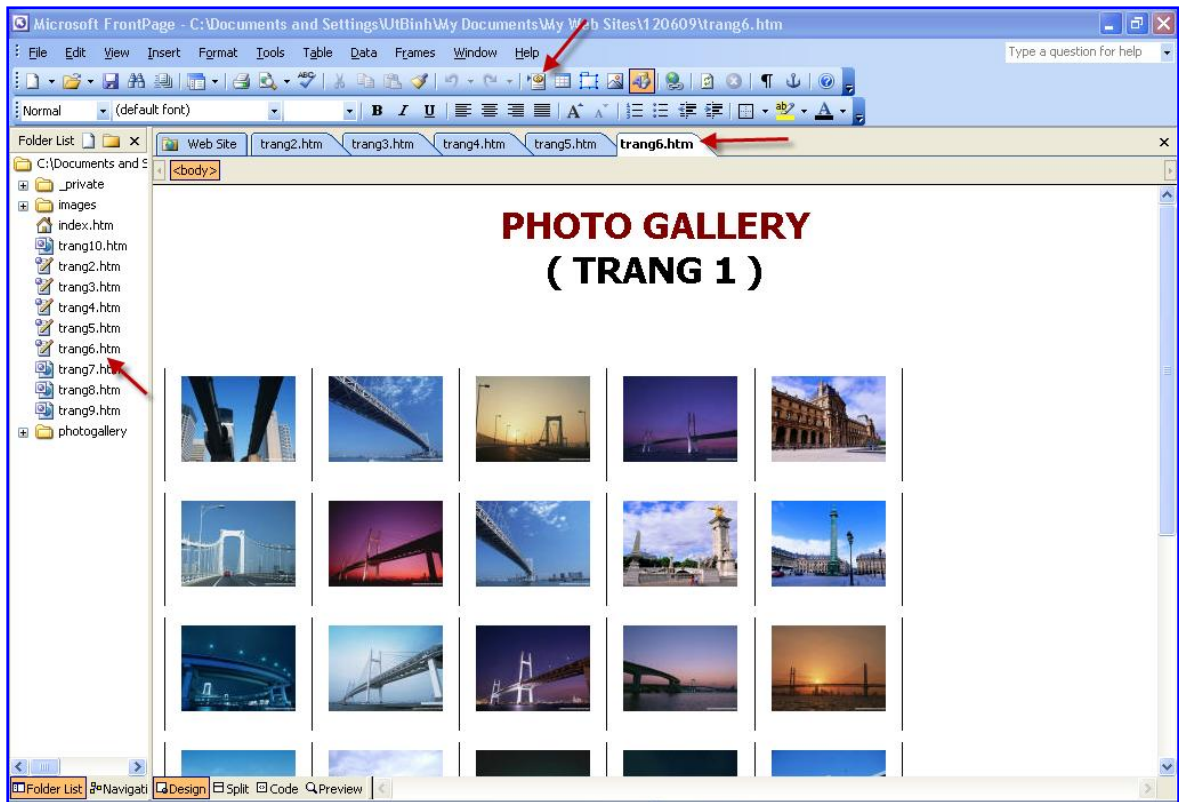 Microsoft FrontPage - C:\Documents and Settings\UtBinh\My Documents\My Web Sites\120609\trang6.htm
File Edit View Insert Format Tools Table Data Frames Window Help Type a question for help
Normal (default font) B I U A A ab A
Folder List Web Site trang2.htm trang3.htm trang4.htm trang5.htm trang6.htm
C:\Documents and S
<body>
_private
images
index.htm
trang10.htm
trang2.htm
trang3.htm
trang4.htm
trang5.htm
trang6.htm
trang7.htm
trang8.htm
trang9.htm
photogallery
PHOTO GALLERY
( TRANG 1 )
Folder List Navigati Design Split Code Preview